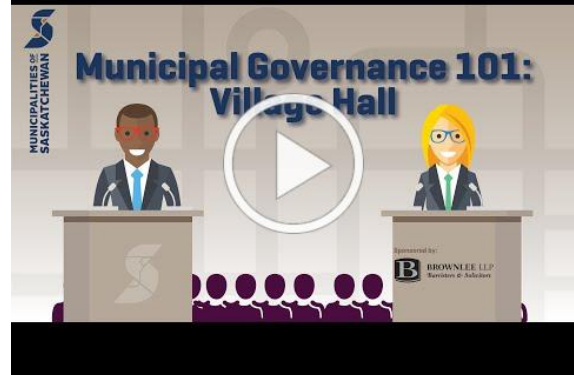 MUNICIPALITIES OF
SASKATCHEWAN
Municipal Governance 101:
Village Hall
Sponsored by:
B
BROWNLEE LLP
Barristers & Solicitors